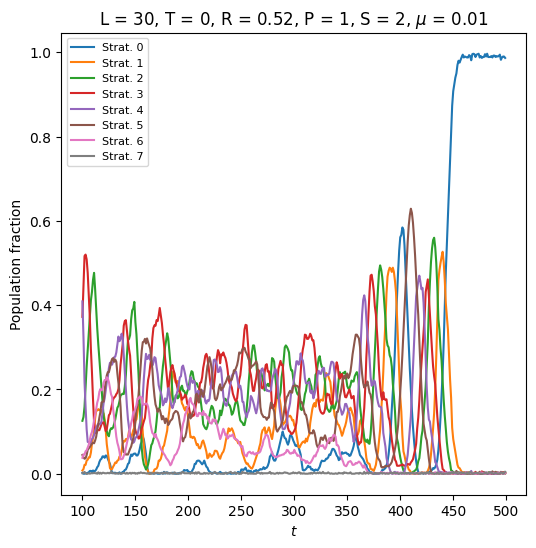 L = 30, T = 0, R = 0.52, P = 1, S = 2, μ = 0.01
Strat. 0
Strat. 1
Strat. 2
Strat. 3
Strat. 4
Strat. 5
Strat. 6
Strat. 7
Population fraction
1.0
0.8
0.6
0.4
0.2
0.0
100 150 200 250 300 350 400 450 500
t